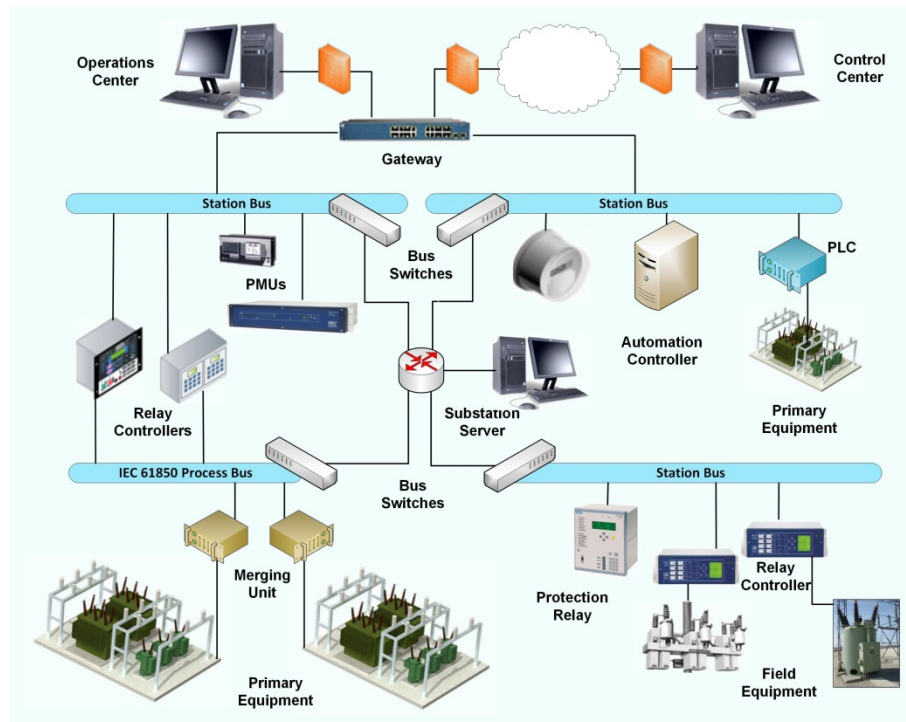 Operations
Center
Control
Center
Gateway
Station Bus
Station Bus
PLC
Bus
Switches
PMUs
Automation
Controller
Relay
Controllers
Substation
Server
Primary
Equipment
IEC 61850 Process Bus
Bus
Switches
Station Bus
Merging
Unit
Protection
Relay
Relay
Controller
Primary
Equipment
Field
Equipment